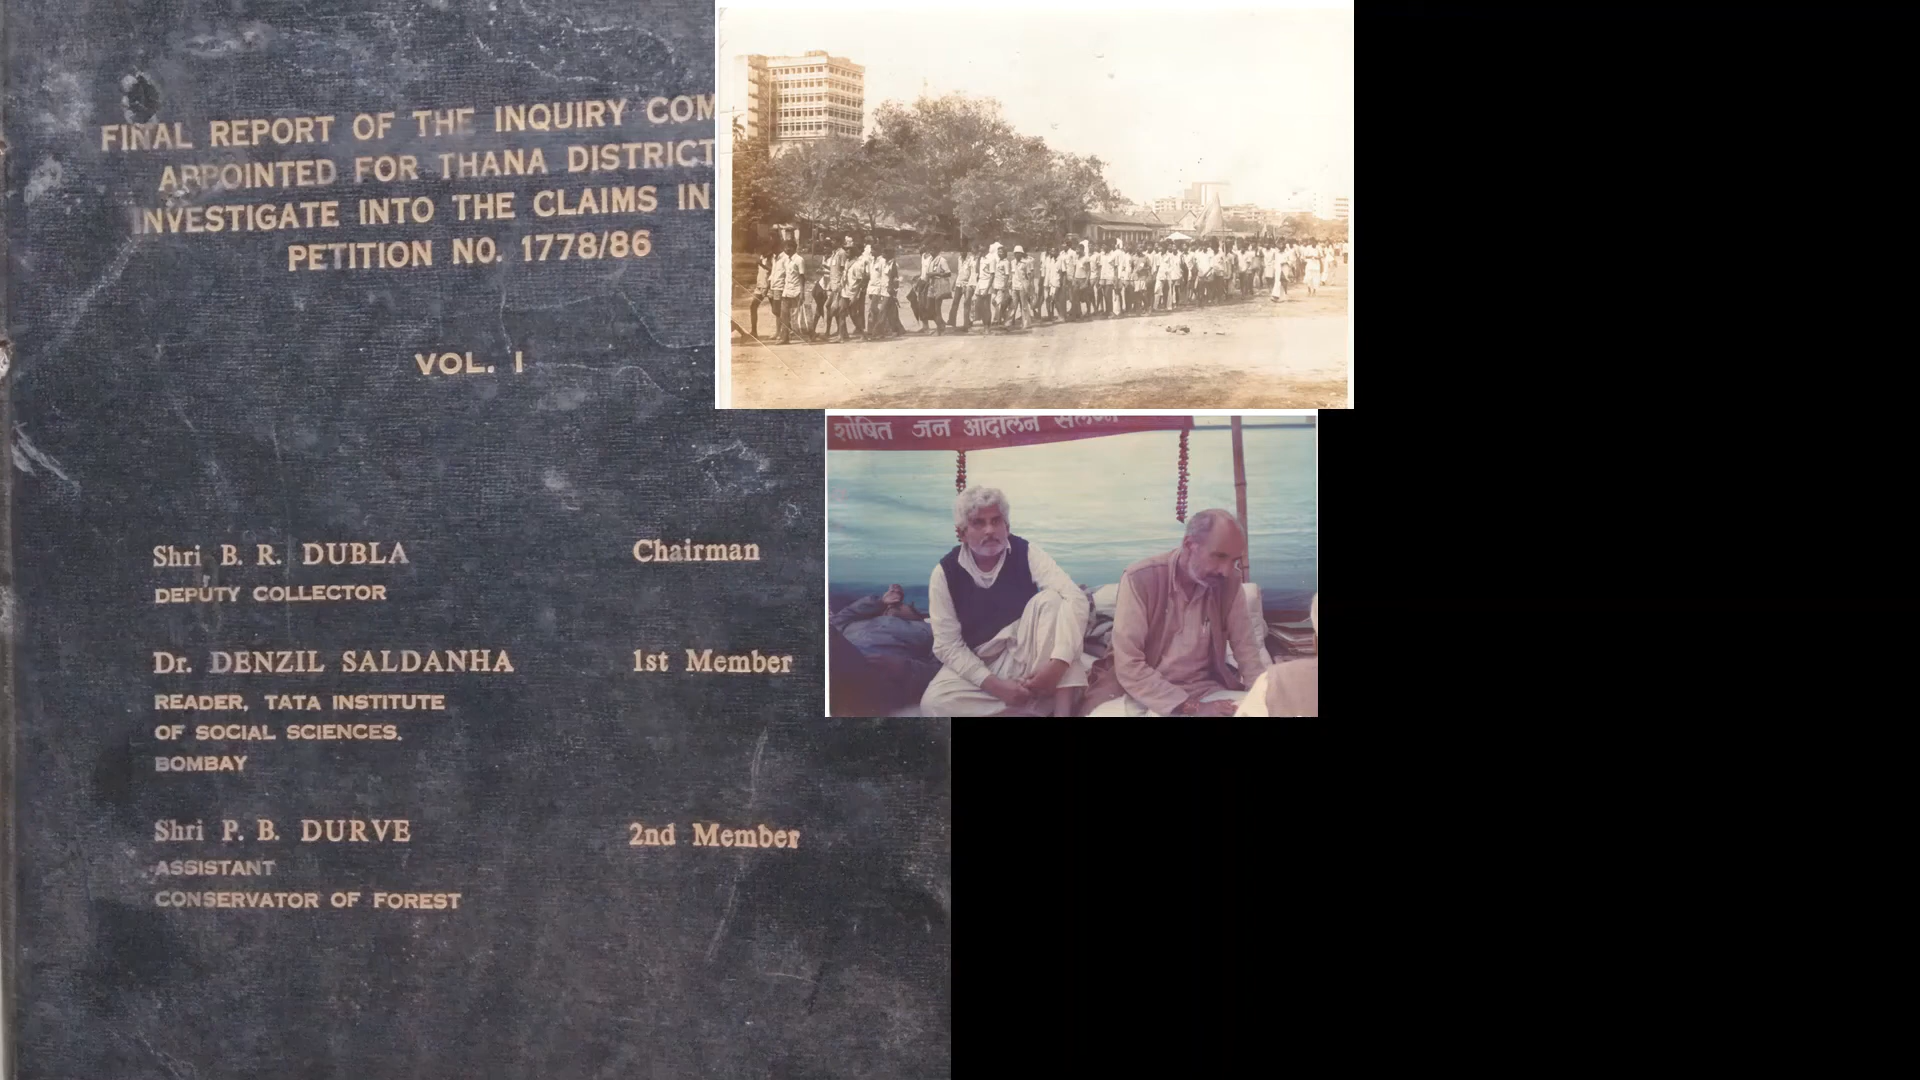 FINAL REPORT OF THE INQUIRY COM
APPOINTED FOR THANA DISTRICT
INVESTIGATE INTO THE CLAIMS IN
PETITION NO. 1778/86
VOL. I
शोषित जन आदोलन
Shri B. R. DUBLA Chairman
DEPUTY COLLECTOR
Dr. DENZIL SALDANHA 1st Member
READER, TATA INSTITUTE
OF SOCIAL SCIENCES.
BOMBAY
Shri P. B. DURVE 2nd Member
ASSISTANT
CONSERVATOR OF FOREST